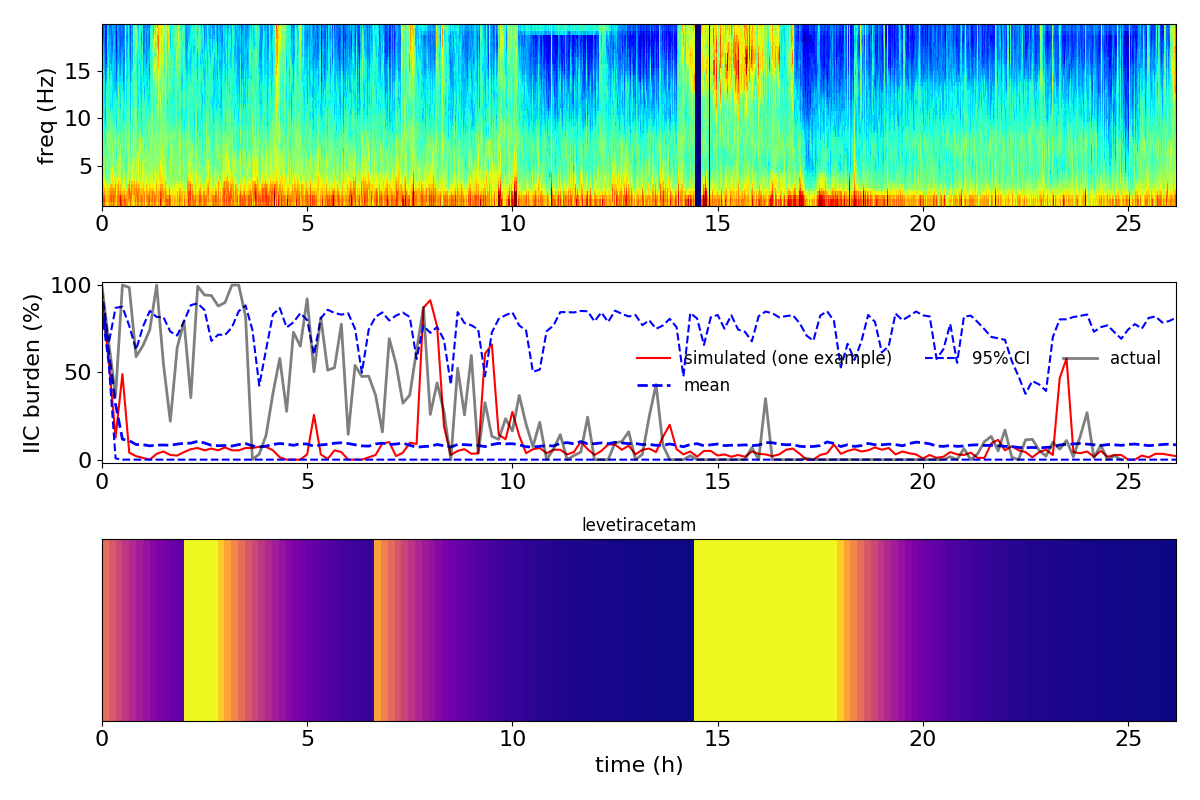 freq (Hz)
15
10
5
0 5 10 15 20 25
IIC burden (%)
100
50
0
simulated (one example) 95% CI actual
mean
0 5 10 15 20 25
levetiracetam
0 5 10 15 20 25
time (h)